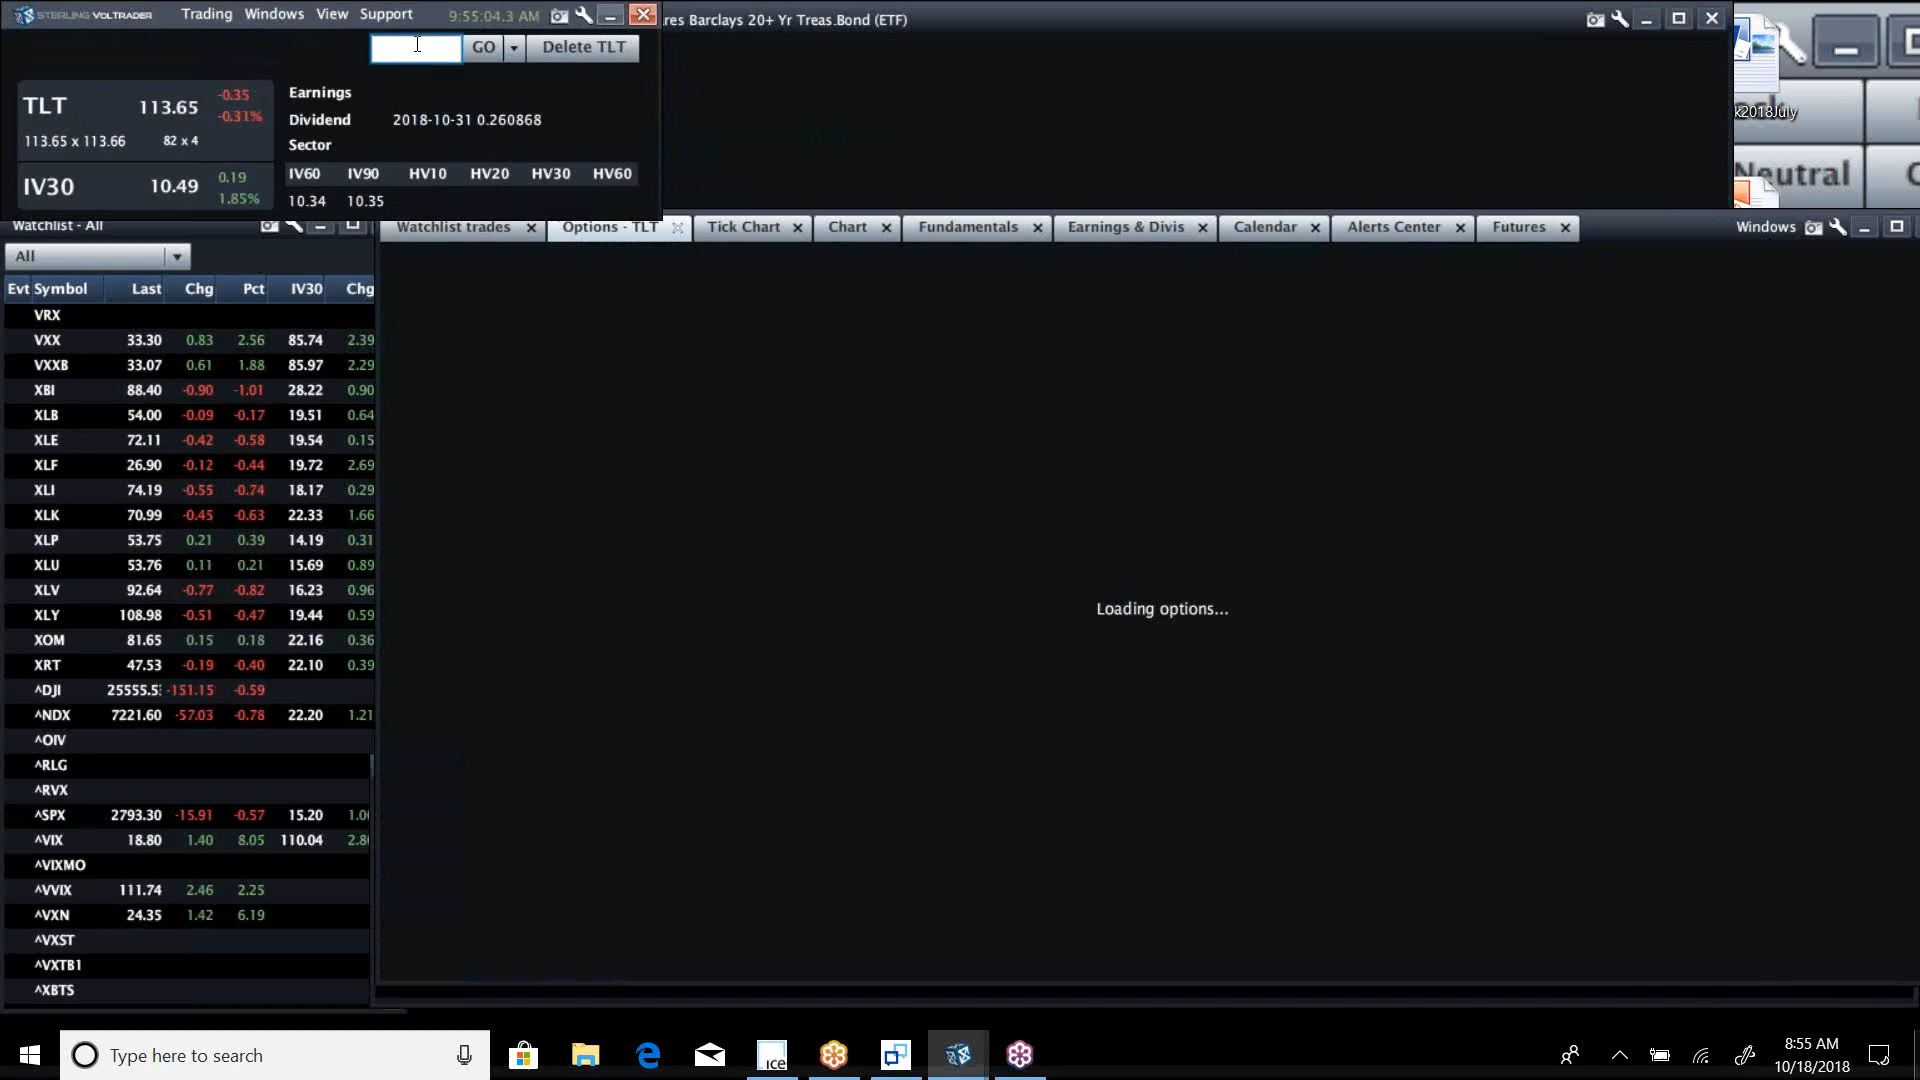 STERLING VOLTRADER Trading Windows View Support 9:55:04.3 AM
res Barclays 20+ Yr Treas.Bond (ETF)
GO Delete TLT
TLT 113.65 -0.35 -0.31%
113.65 x 113.66 82 x 4
IV30 10.49 0.19 1.85%
Earnings
Dividend 2018-10-31 0.260868
Sector
IV60 IV90 HV10 HV20 HV30 HV60
10.34 10.35
k2018July
Neutral
Watchlist - All
Watchlist trades Options - TLT Tick Chart Chart Fundamentals Earnings & Divis Calendar Alerts Center Futures Windows
All
Evt Symbol Last Chg Pct IV30 Chg
VRX
VXX 33.30 0.83 2.56 85.74 2.39
VXXB 33.07 0.61 1.88 85.97 2.29
XBI 88.40 -0.90 -1.01 28.22 0.90
XLB 54.00 -0.09 -0.17 19.51 0.64
XLE 72.11 -0.42 -0.58 19.54 0.15
XLF 26.90 -0.12 -0.44 19.72 2.69
XLI 74.19 -0.55 -0.74 18.17 0.29
XLK 70.99 -0.45 -0.63 22.33 1.66
XLP 53.75 0.21 0.39 14.19 0.31
XLU 53.76 0.11 0.21 15.69 0.89
XLV 92.64 -0.77 -0.82 16.23 0.96
XLY 108.98 -0.51 -0.47 19.44 0.59
XOM 81.65 0.15 0.18 22.16 0.36
XRT 47.53 -0.19 -0.40 22.10 0.39
^DJI 25555.5 -151.15 -0.59
^NDX 7221.60 -57.03 -0.78 22.20 1.21
^OIV
^RLG
^RVX
^SPX 2793.30 -15.91 -0.57 15.20 1.0
^VIX 18.80 1.40 8.05 110.04 2.8
^VIXMO
^VVIX 111.74 2.46 2.25
^VXN 24.35 1.42 6.19
^VXST
^VXTB1
^XBTS
Loading options...
Type here to search
ice
8:55 AM
10/18/2018